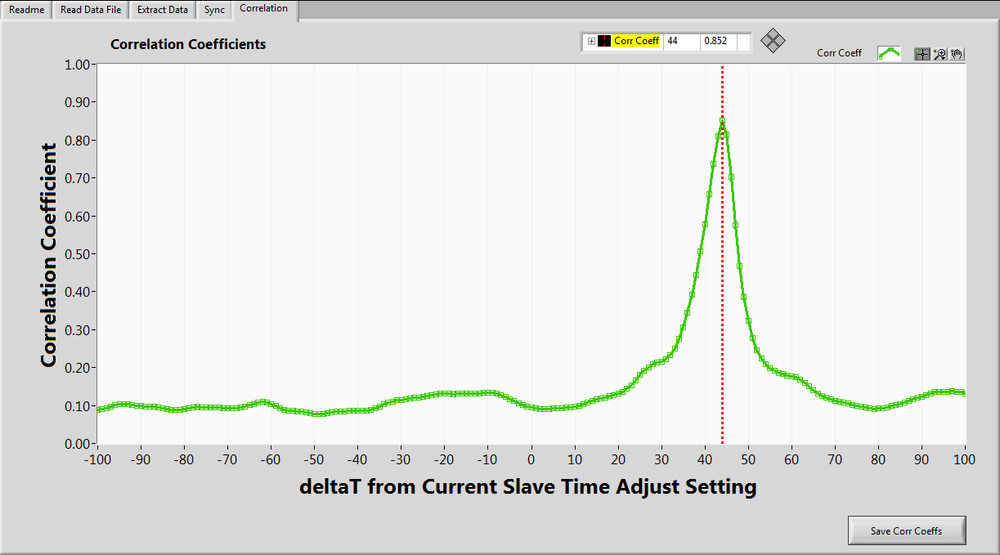 Readme Read Data File Extract Data Sync Correlation
Correlation Coefficients
Corr Coeff 44 0.852
Corr Coeff
1.00
0.90
0.80
0.70
0.60
0.50
0.40
0.30
0.20
0.10
0.00
Correlation Coefficient
-100 -90 -80 -70 -60 -50 -40 -30 -20 -10 0 10 20 30 40 50 60 70 80 90 100
deltaT from Current Slave Time Adjust Setting
Save Corr Coeffs